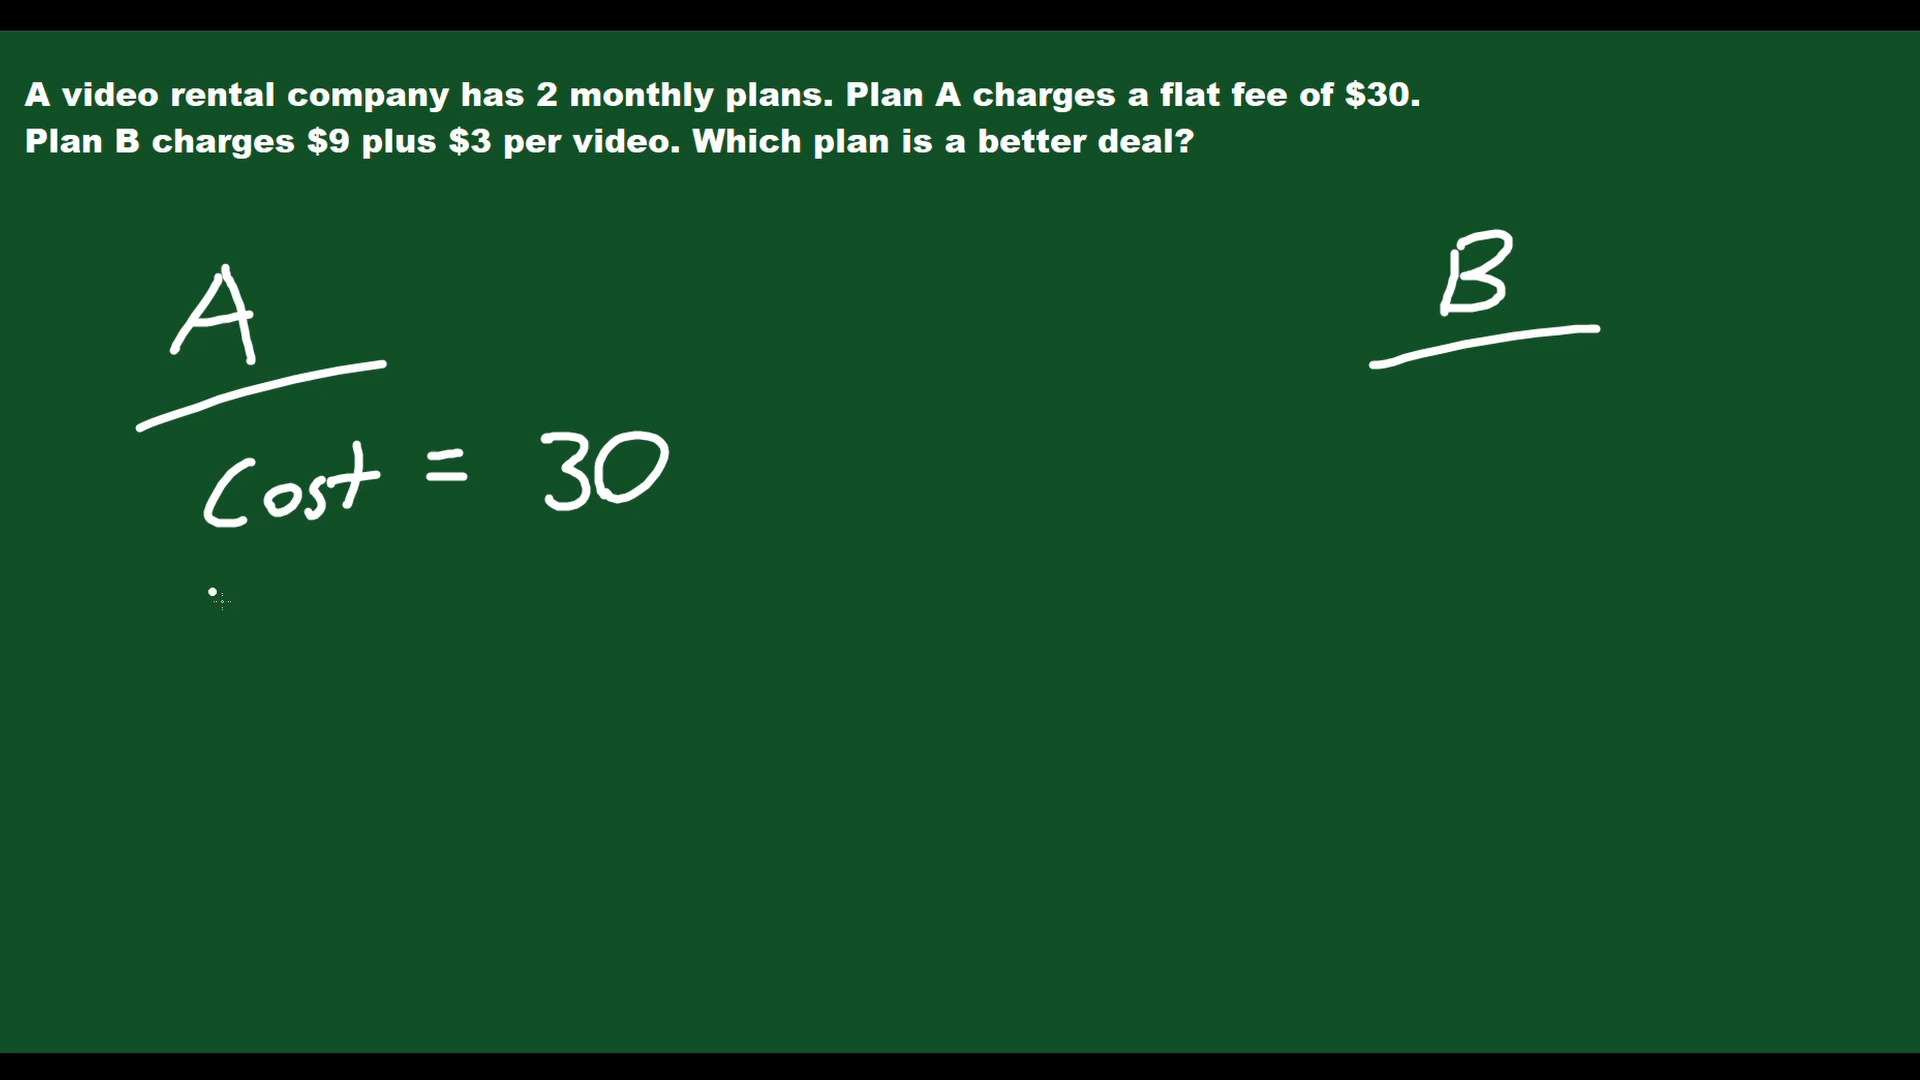 A video rental company has 2 monthly plans. Plan A charges a flat fee of $30.
Plan B charges $9 plus $3 per video. Which plan is a better deal?
A
B
Cost = 30